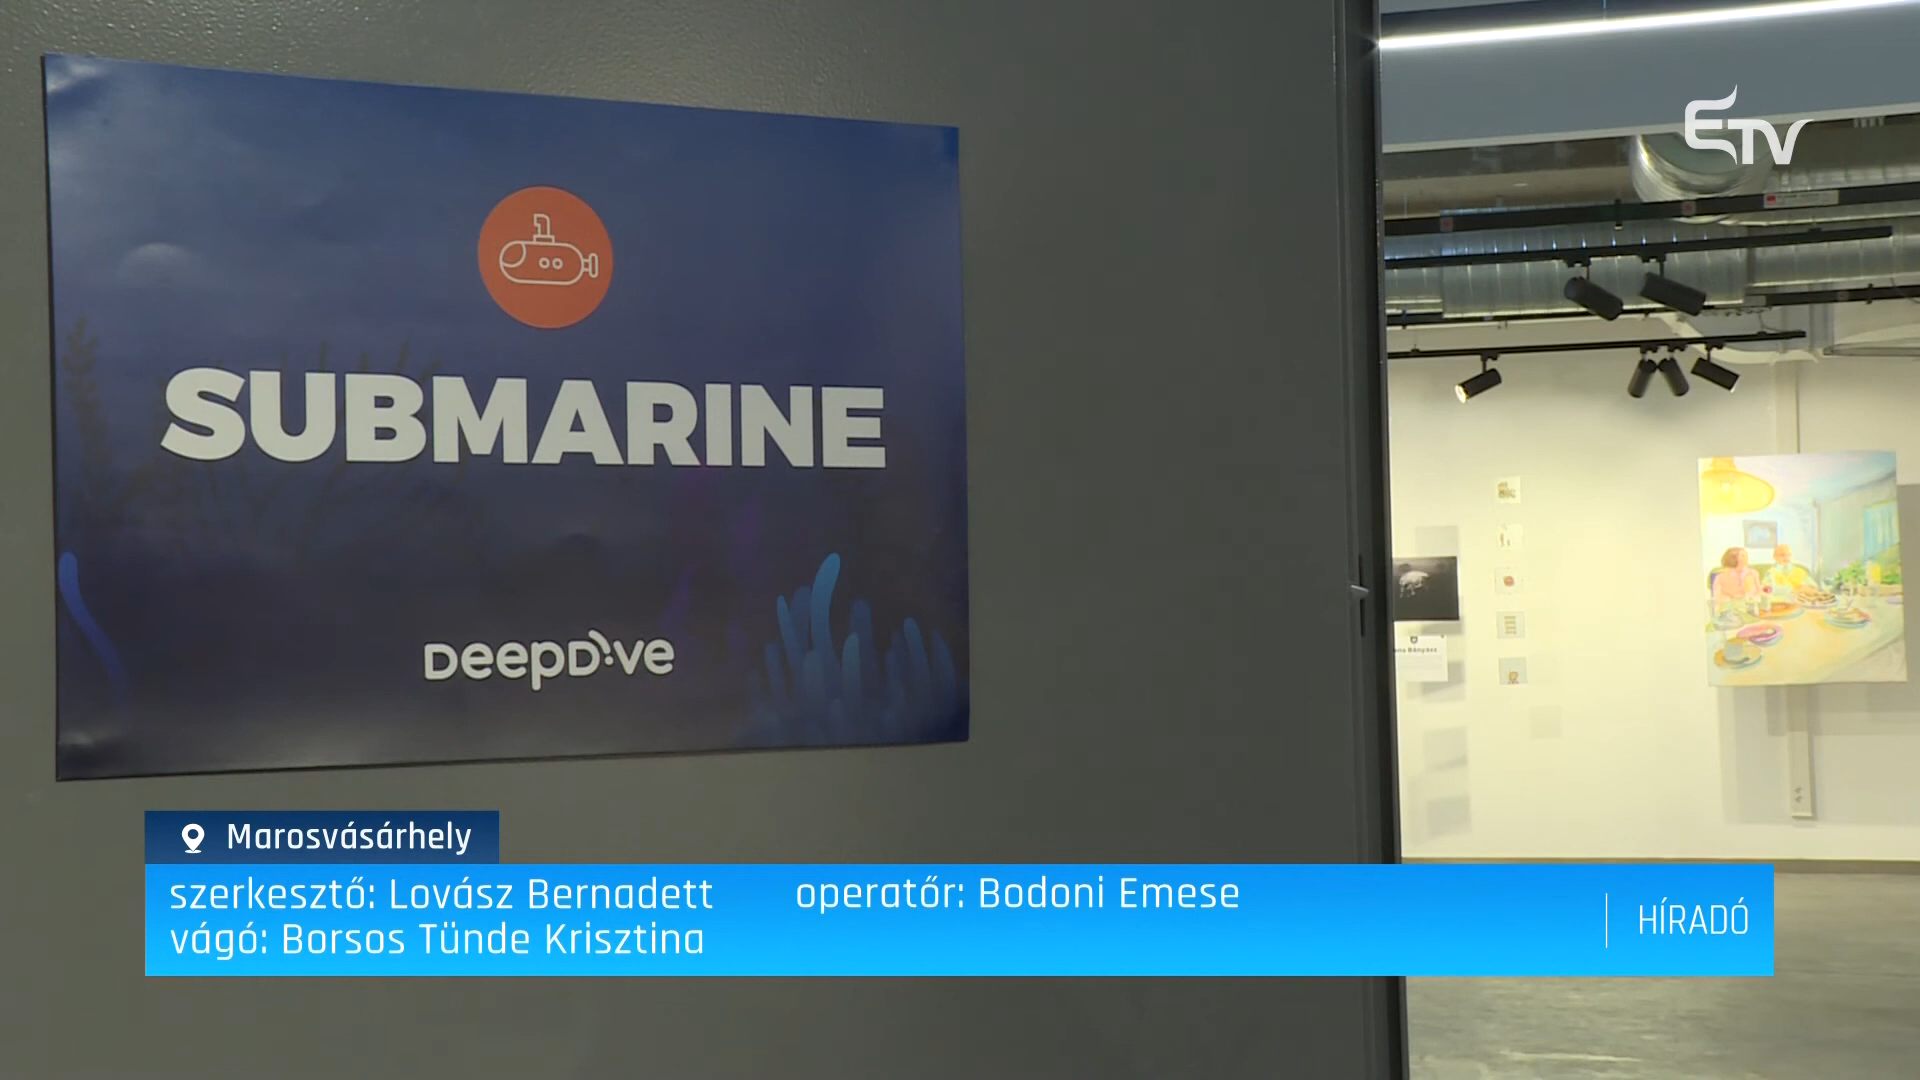 ETV
SUBMARINE
DeepDive
Marosvásárhely
szerkesztő: Lovász Bernadett
operatőr: Bodoni Emese
vágó: Borsos Tünde Krisztina
HÍRADÓ